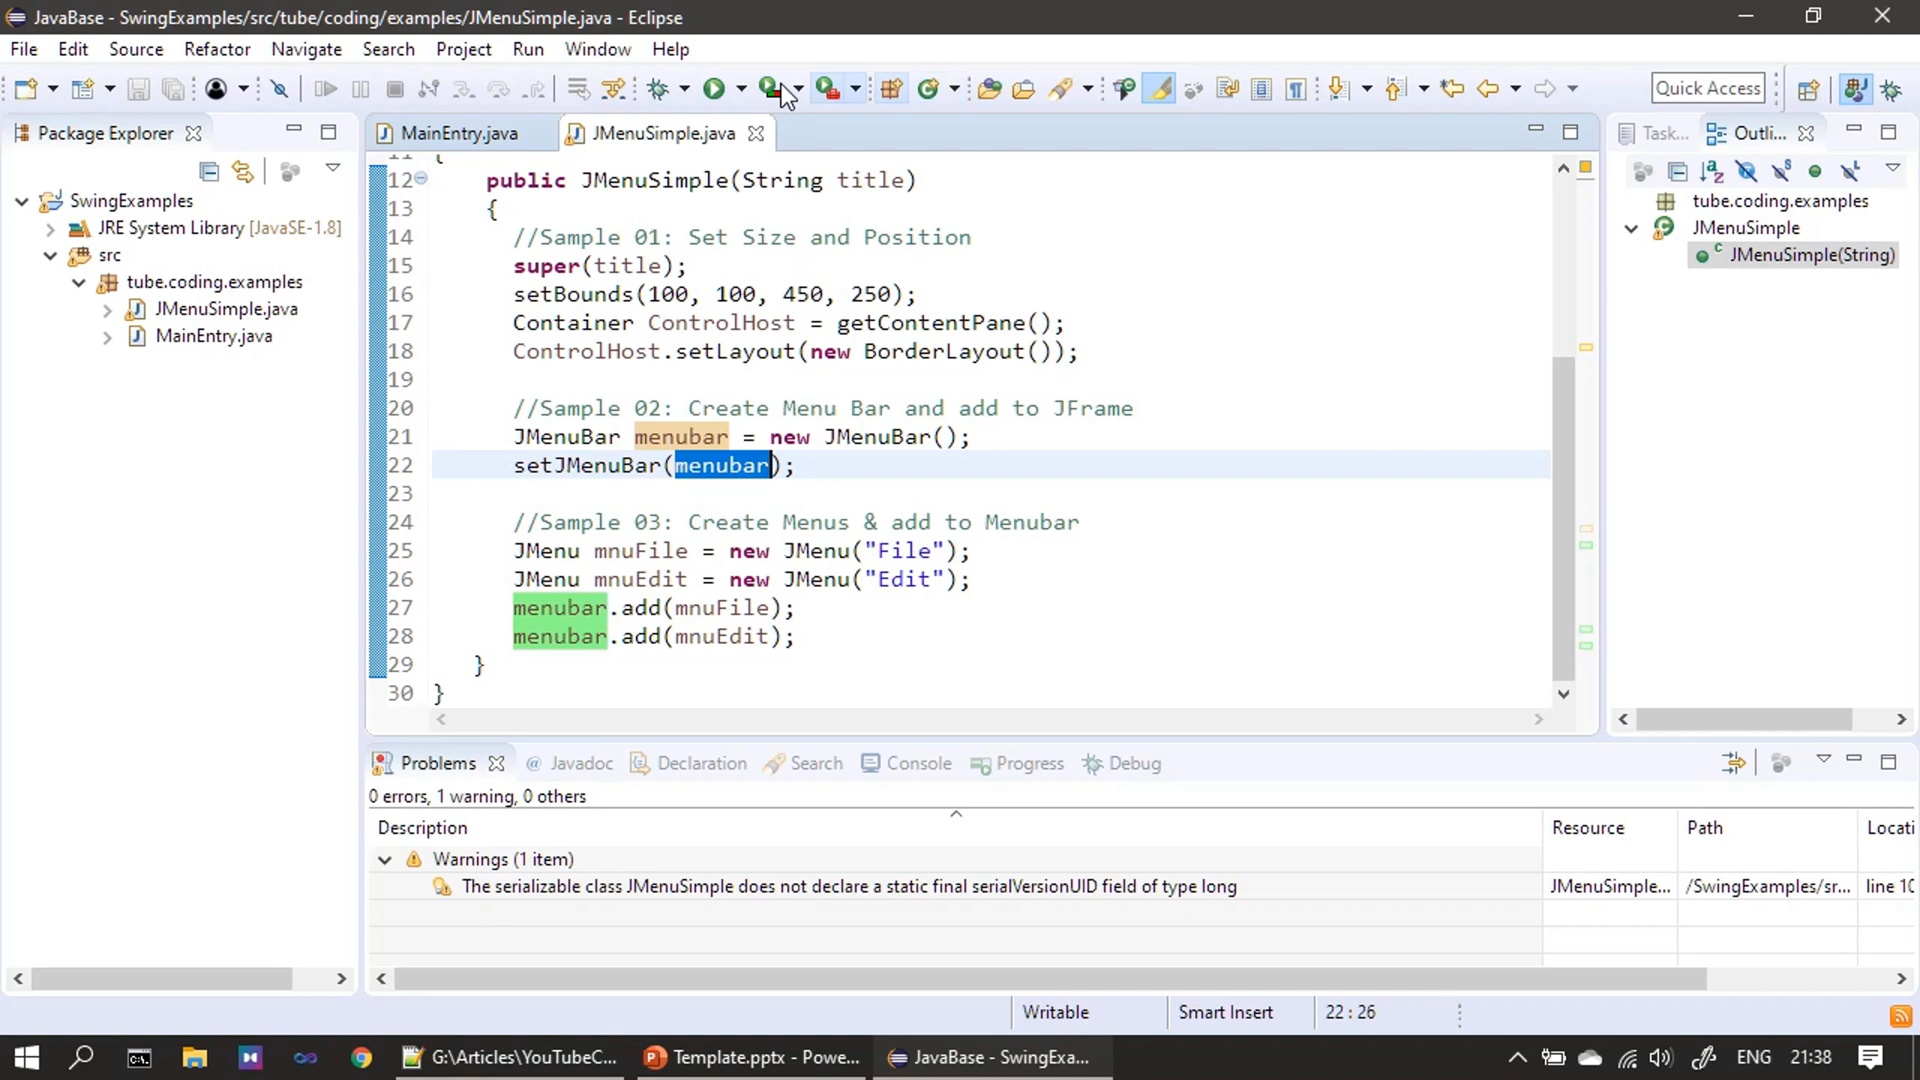 JavaBase - SwingExamples/src/tube/coding/examples/JMenuSimple.java - Eclipse
File Edit Source Refactor Navigate Search Project Run Window Help
Quick Access
Package Explorer
MainEntry.java
JMenuSimple.java
Task...
Outli...
SwingExamples
JRE System Library [JavaSE-1.8]
src
tube.coding.examples
JMenuSimple.java
MainEntry.java
{
12 public JMenuSimple(String title)
13 {
14 //Sample 01: Set Size and Position
15 super(title);
16 setBounds(100, 100, 450, 250);
17 Container ControlHost = getContentPane();
18 ControlHost.setLayout(new BorderLayout());
19
20 //Sample 02: Create Menu Bar and add to JFrame
21 JMenuBar menubar = new JMenuBar();
22 setJMenuBar(menubar);
23
24 //Sample 03: Create Menus & add to Menubar
25 JMenu mnuFile = new JMenu("File");
26 JMenu mnuEdit = new JMenu("Edit");
27 menubar.add(mnuFile);
28 menubar.add(mnuEdit);
29 }
30 }
tube.coding.examples
JMenuSimple
JMenuSimple(String)
Problems @ Javadoc Declaration Search Console Progress Debug
0 errors, 1 warning, 0 others
Description Resource Path Locati
Warnings (1 item)
The serializable class JMenuSimple does not declare a static final serialVersionUID field of type long JMenuSimple... /SwingExamples/sr... line 10
Writable Smart Insert 22 : 26
G:\Articles\YouTubeC... Template.pptx - Powe... JavaBase - SwingExa... ENG 21:38